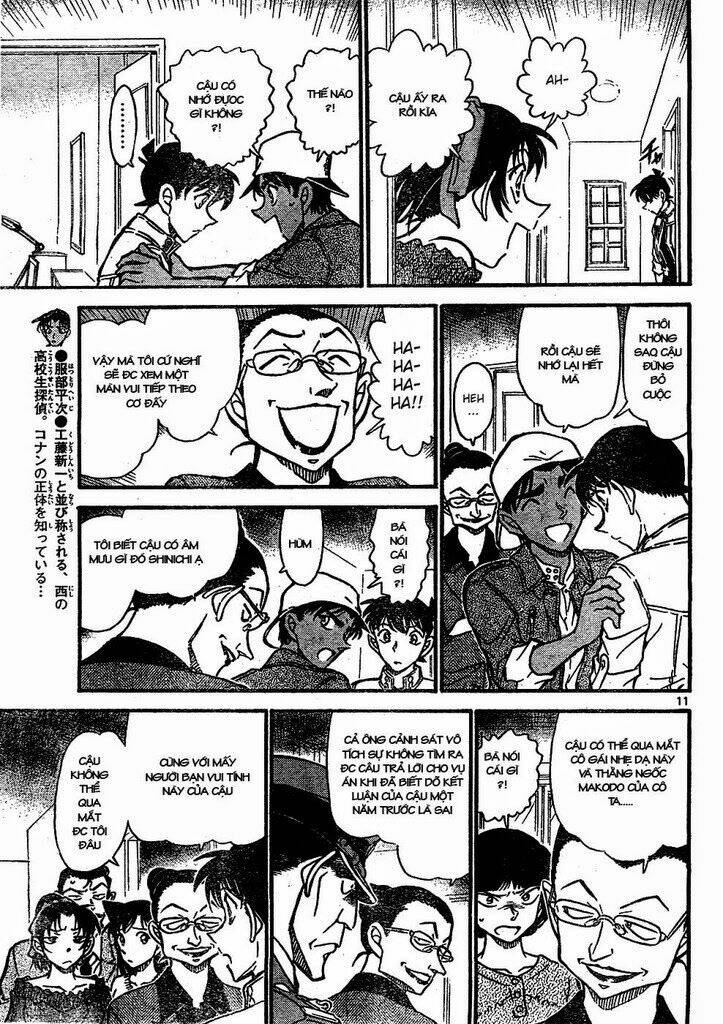 AH-
CẬU ẤY RA
RỒI KÌA
THẾ NÀO
?!
CẬU CÓ
NHỚ ĐƯỢC
GÌ KHÔNG
?!
.......
THÔI
KHÔNG
SAO, CẬU
ĐỪNG
BỎ
CUỘC
RỒI CẬU SẼ
NHỚ LẠI HẾT
MÀ
HEH ...
HA-
HA-
HA-
HA!!
VẬY MÀ TÔI CỨ NGHĨ
SẼ ĐC XEM MỘT
MÀN VUI TIẾP THEO
CƠ ĐẤY
BÀ NÓI
CÁI
GÌ
?!
HỪM
TÔI BIẾT CẬU CÓ ÂM
MƯU GÌ ĐÓ SHINICHI Ạ
●服部平次●工藤新一と並び称される、西の
高校生探偵。コナンの正体を知っている…
11
CẬU CÓ THỂ QUA MẮT
CÔ GÁI NHẸ DẠ NÀY
VÀ THẰNG NGỐC
MAKODO CỦA CÔ
TA.....
BÀ NÓI
CÁI GÌ
?!
CẢ ÔNG CẢNH SÁT VÔ
TÍCH SỰ KHÔNG TÌM RA
ĐC CÂU TRẢ LỜI CHO VỤ
ÁN KHI ĐÃ BIẾT DÕ KẾT
LUẬN CỦA CẬU MỘT
NĂM TRƯỚC LÀ SAI
CÙNG VỚI MẤY
NGƯỜI BẠN VUI TÍNH
NÀY CỦA CẬU
CẬU
KHÔNG
THỂ
QUA
MẮT
ĐC TÔI
ĐÂU